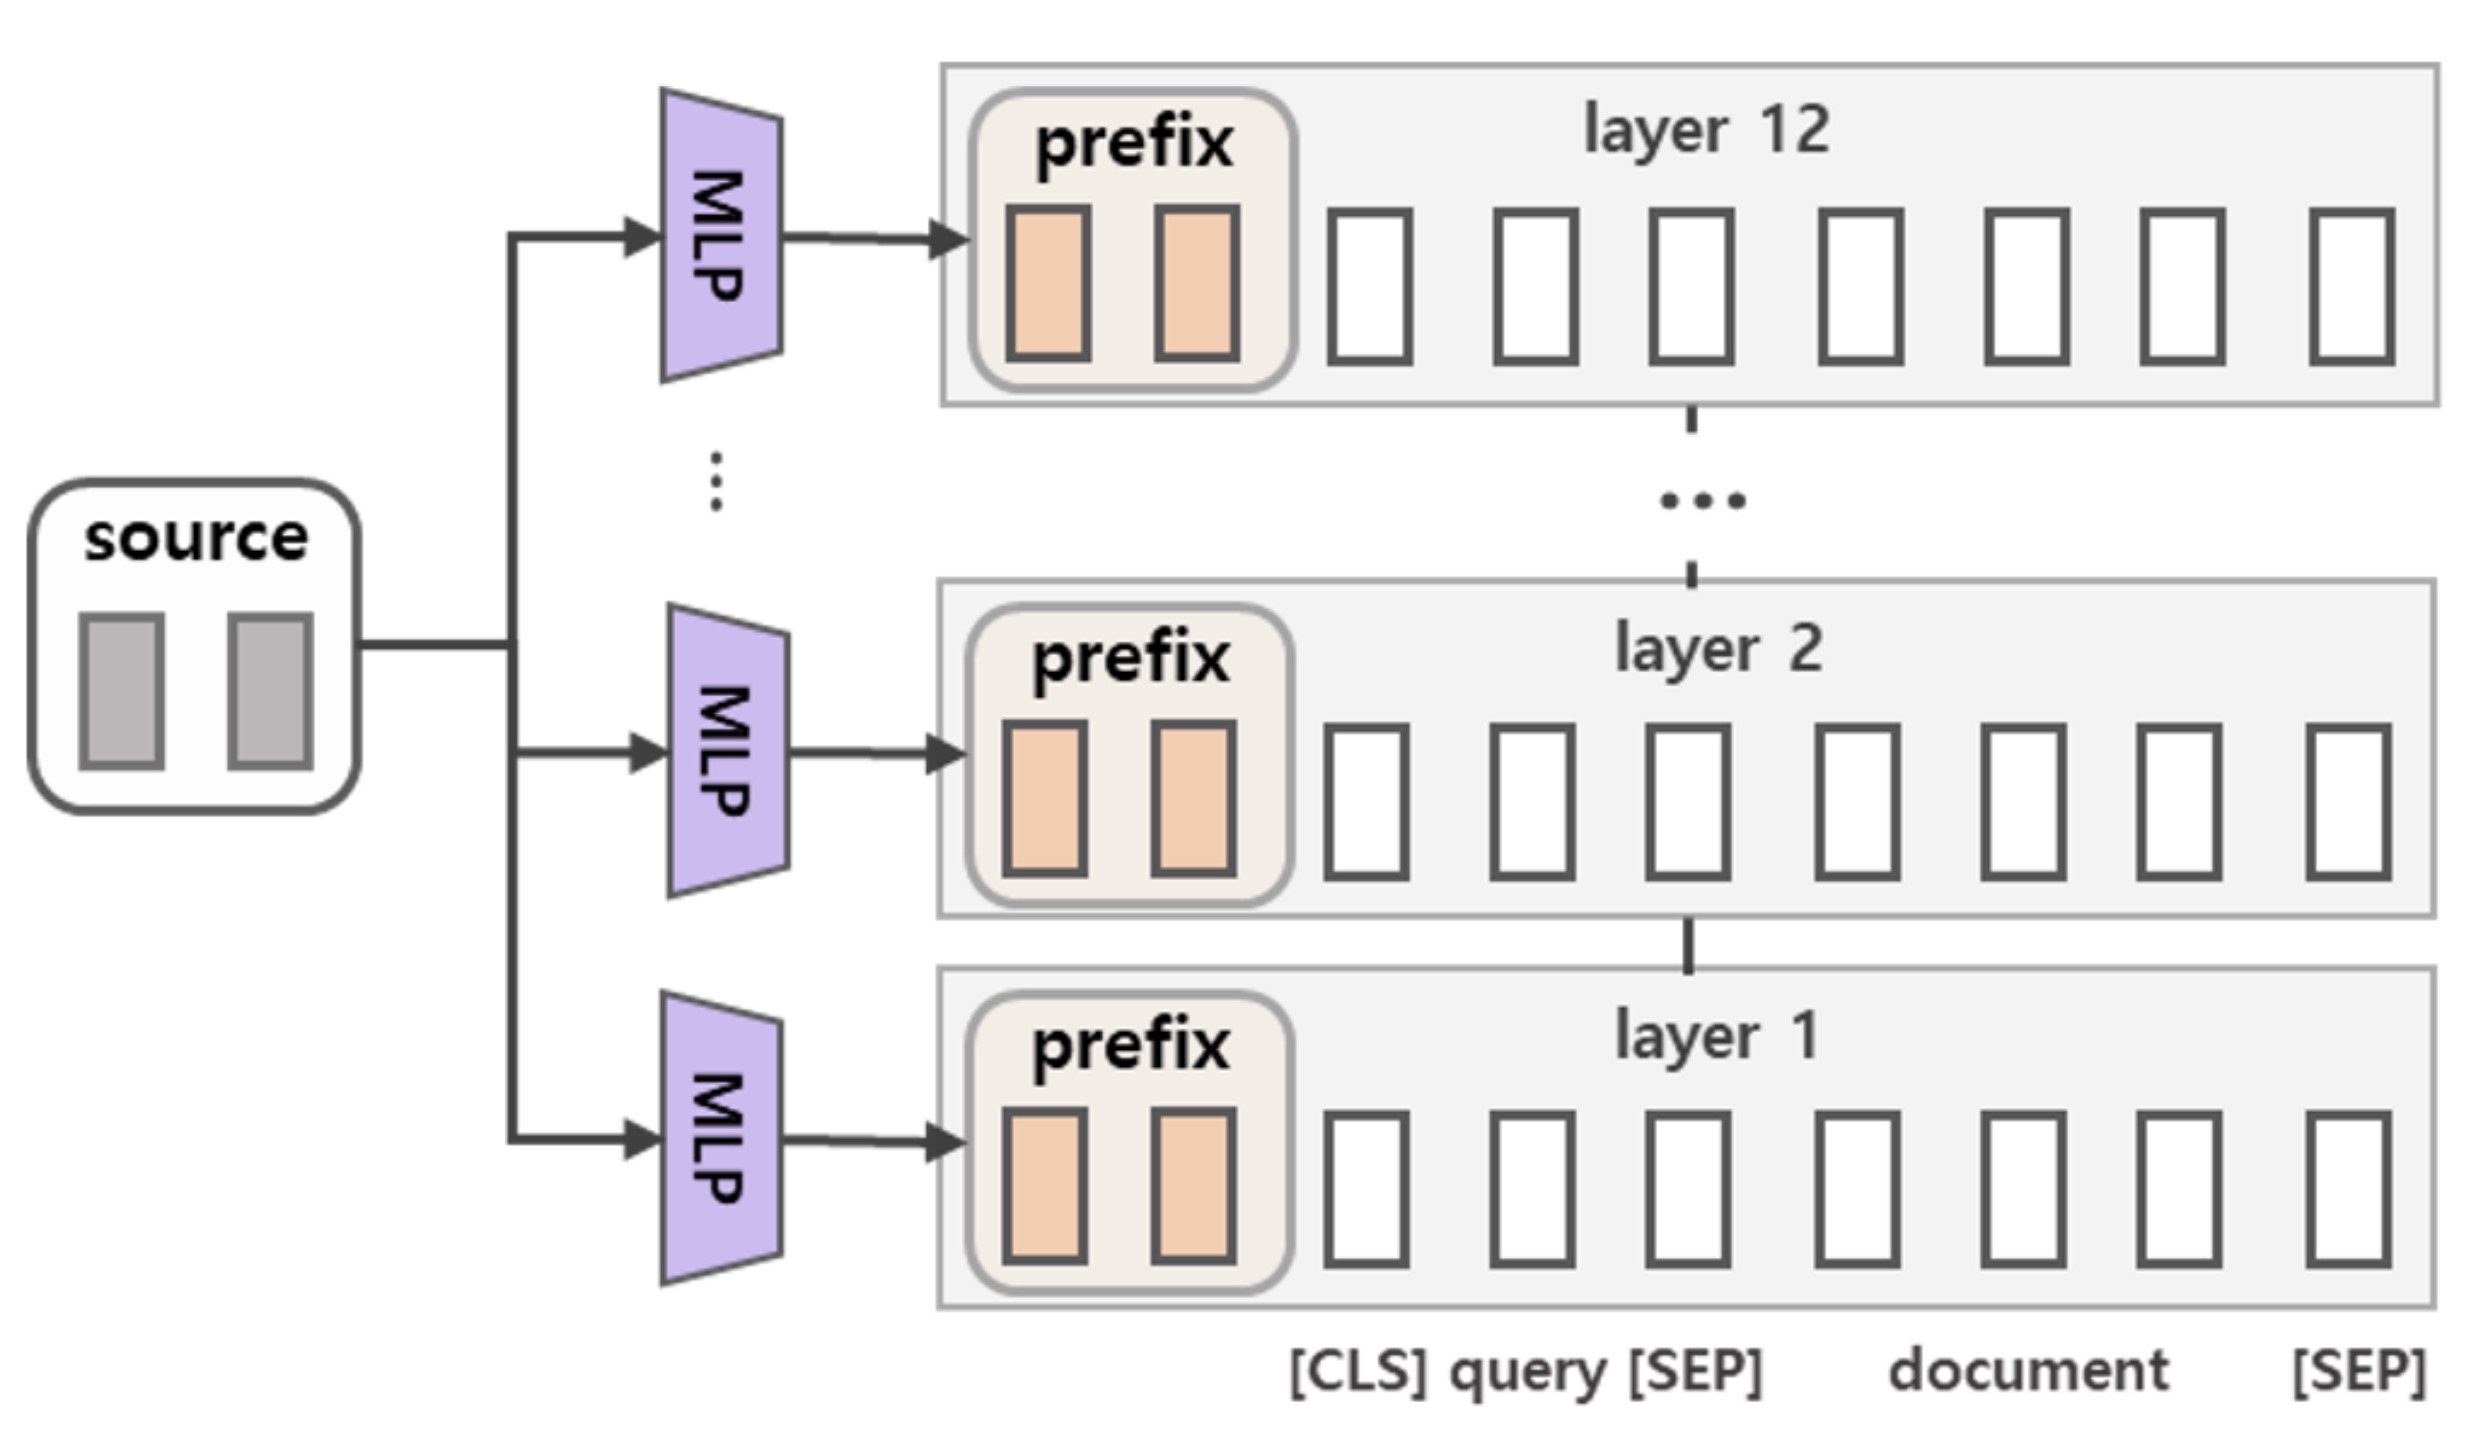 MLP
prefix
layer 12
source
MLP
prefix
layer 2
MLP
prefix
layer 1
[CLS] query [SEP] document [SEP]